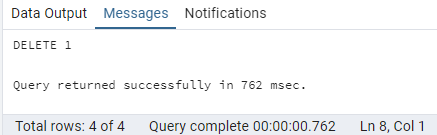 Data Output Messages Notifications
DELETE 1
Query returned successfully in 762 msec.
Total rows: 4 of 4 Query complete 00:00:00.762 Ln 8, Col 1